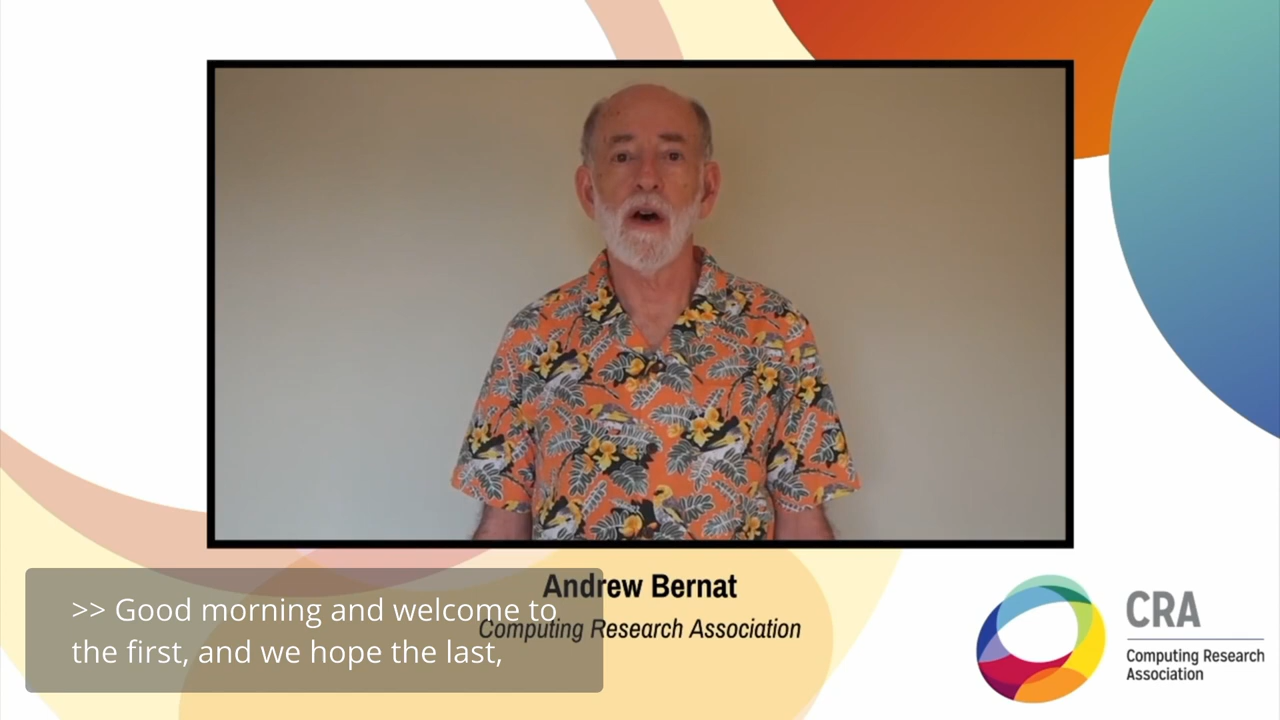 Andrew Bernat
Computing Research Association
>> Good morning and welcome to
the first, and we hope the last,
CRA
Computing Research
Association